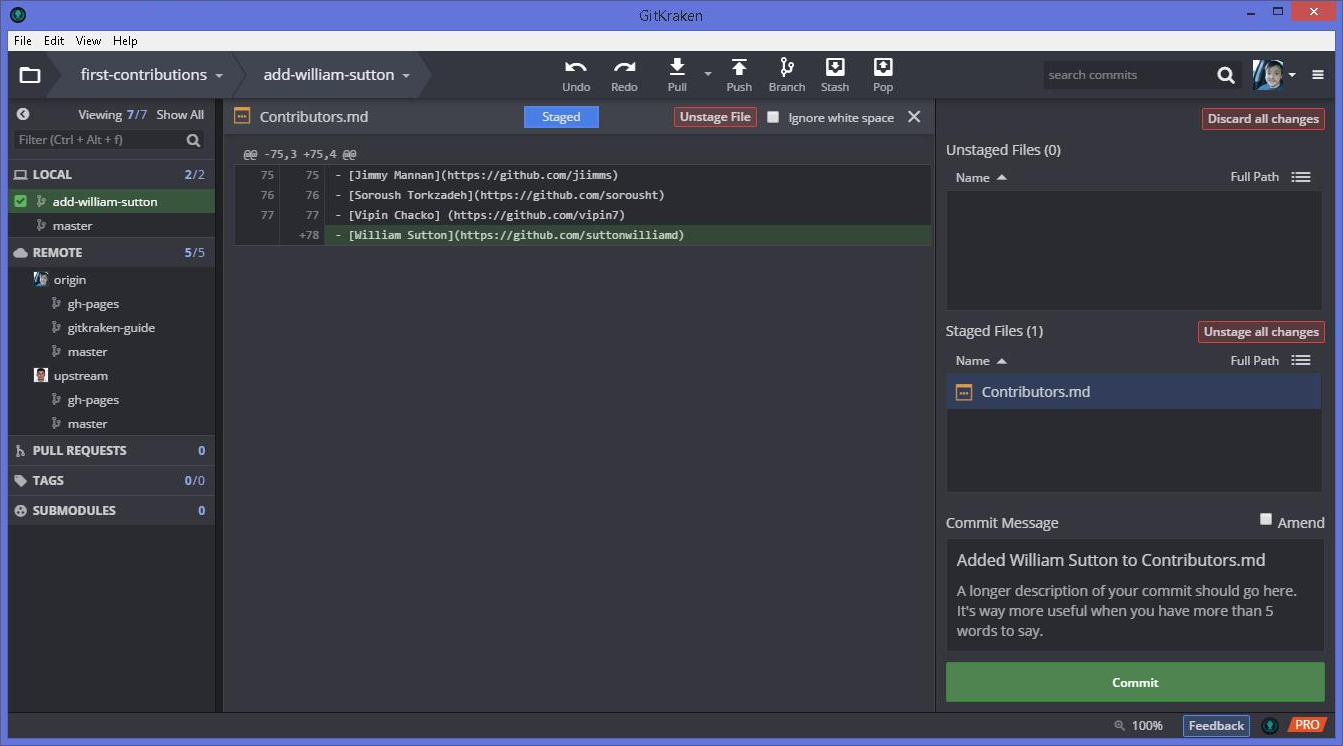 GitKraken
File Edit View Help
first-contributions add-william-sutton Undo Redo Pull Push Branch Stash Pop search commits
Viewing 7/7 Show All
Filter (Ctrl + Alt + f)
LOCAL 2/2
add-william-sutton
master
REMOTE 5/5
origin
gh-pages
gitkraken-guide
master
upstream
gh-pages
master
PULL REQUESTS 0
TAGS 0/0
SUBMODULES 0
Contributors.md Staged Unstage File Ignore white space
@@ -75,3 +75,4 @@
75 75 - [Jimmy Mannan](https://github.com/jiimms)
76 76 - [Soroush Torkzadeh](https://github.com/sorousht)
77 77 - [Vipin Chacko] (https://github.com/vipin7)
+78 - [William Sutton](https://github.com/suttonwilliamd)
Discard all changes
Unstaged Files (0)
Name Full Path
Staged Files (1) Unstage all changes
Name Full Path
Contributors.md
Commit Message Amend
Added William Sutton to Contributors.md
A longer description of your commit should go here.
It's way more useful when you have more than 5
words to say.
Commit
100% Feedback PRO